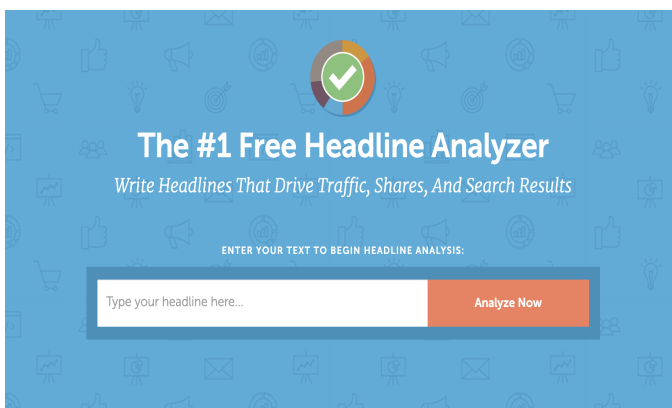 The #1 Free Headline Analyzer
Write Headlines That Drive Traffic, Shares, And Search Results
ENTER YOUR TEXT TO BEGIN HEADLINE ANALYSIS:
Type your headline here...
Analyze Now